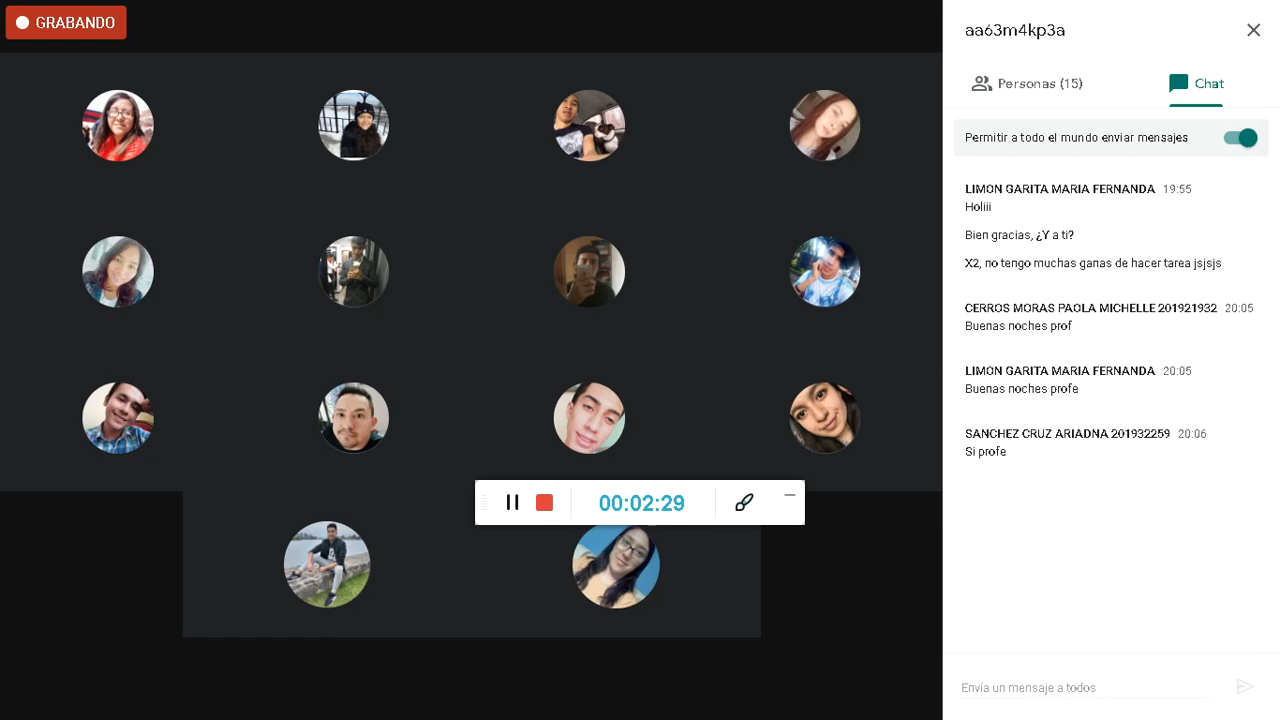 GRABANDO
aa63m4kp3a
Personas (15)
Chat
Permitir a todo el mundo enviar mensajes
LIMON GARITA MARIA FERNANDA 19:55
Holiii
Bien gracias, ¿Y a ti?
X2, no tengo muchas ganas de hacer tarea jsjsjs
CERROS MORAS PAOLA MICHELLE 201921932 20:05
Buenas noches prof
LIMON GARITA MARIA FERNANDA 20:05
Buenas noches profe
SANCHEZ CRUZ ARIADNA 201932259 20:06
Si profe
00:02:29
Envía un mensaje a todos